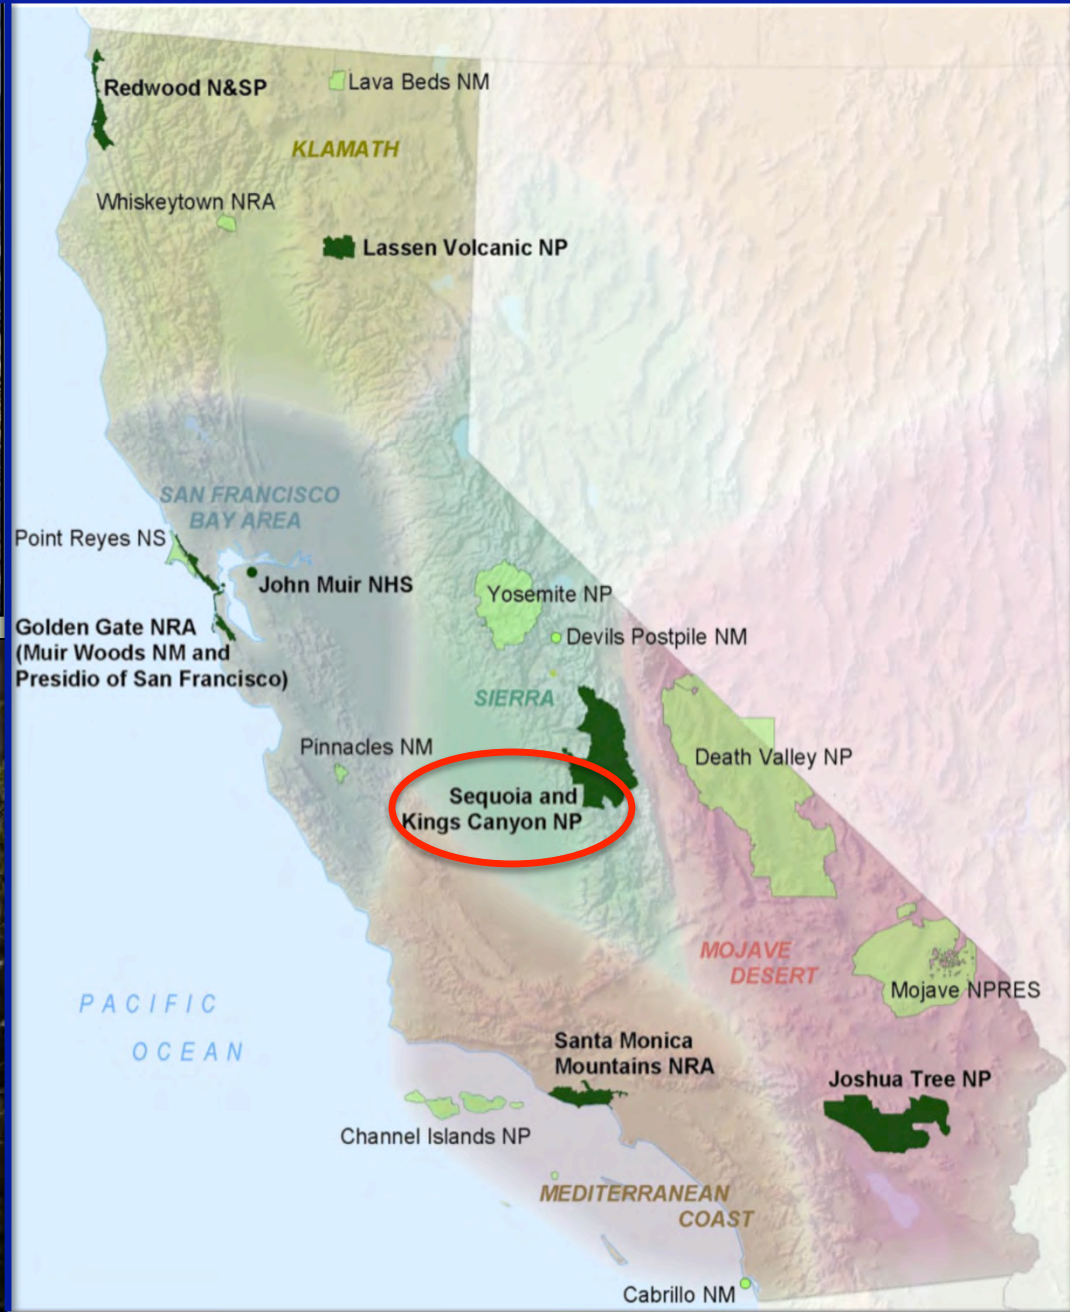 Redwood N&SP
Lava Beds NM
KLAMATH
Whiskeytown NRA
Lassen Volcanic NP
SAN FRANCISCO
BAY AREA
Point Reyes NS
John Muir NHS
Yosemite NP
Golden Gate NRA
(Muir Woods NM and
Presidio of San Francisco)
Devils Postpile NM
SIERRA
Pinnacles NM
Death Valley NP
Sequoia and
Kings Canyon NP
MOJAVE
DESERT
Mojave NPRES
PACIFIC
OCEAN
Santa Monica
Mountains NRA
Joshua Tree NP
Channel Islands NP
MEDITERRANEAN
COAST
Cabrillo NM